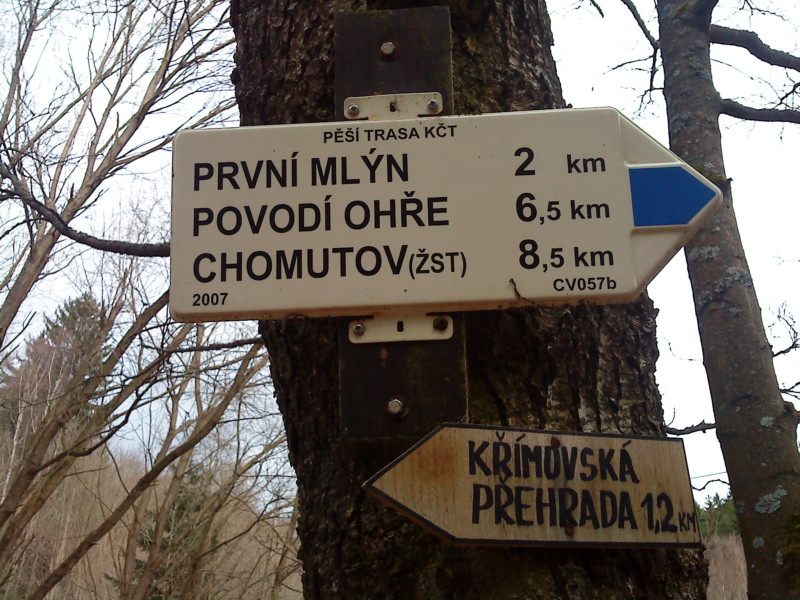 PĚŠÍ TRASA KČT
PRVNÍ MLÝN 2 km
POVODÍ OHŘE 6,5 km
CHOMUTOV(ŽST) 8,5 km
2007 CV057b
KŘÍMOVSKÁ
PŘEHRADA 1,2 KM